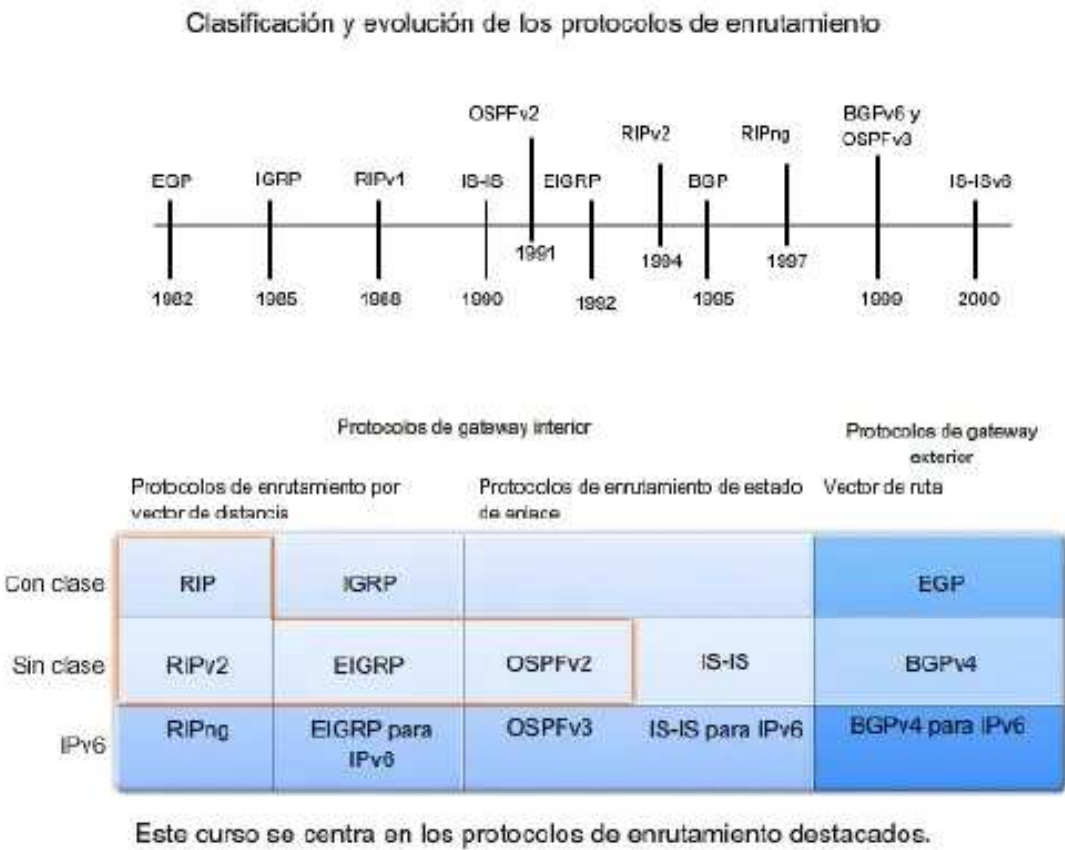 Clasificación y evolución de los protocolos de enrutamiento
OSPFv2
RIPv2
RIPng
BGPv6 y
OSPFv3
EGP
IGRP
RIPv1
IS-IS
EIGRP
BGP
IS-ISv6
1991
1994
1997
1982
1985
1988
1990
1992
1995
1999
2000
Protocolos de gateway interior
Protocolos de gateway
exterior
Protocolos de enrutamiento por
vector de distancia
Protocolos de enrutamiento de estado
de enlace
Vector de ruta
Con clase
RIP
IGRP
EGP
Sin clase
RIPv2
EIGRP
OSPFv2
IS-IS
BGPv4
IPv6
RIPng
EIGRP para
IPv6
OSPFv3
IS-IS para IPv6
BGPv4 para IPv6
Este curso se centra en los protocolos de enrutamiento destacados.